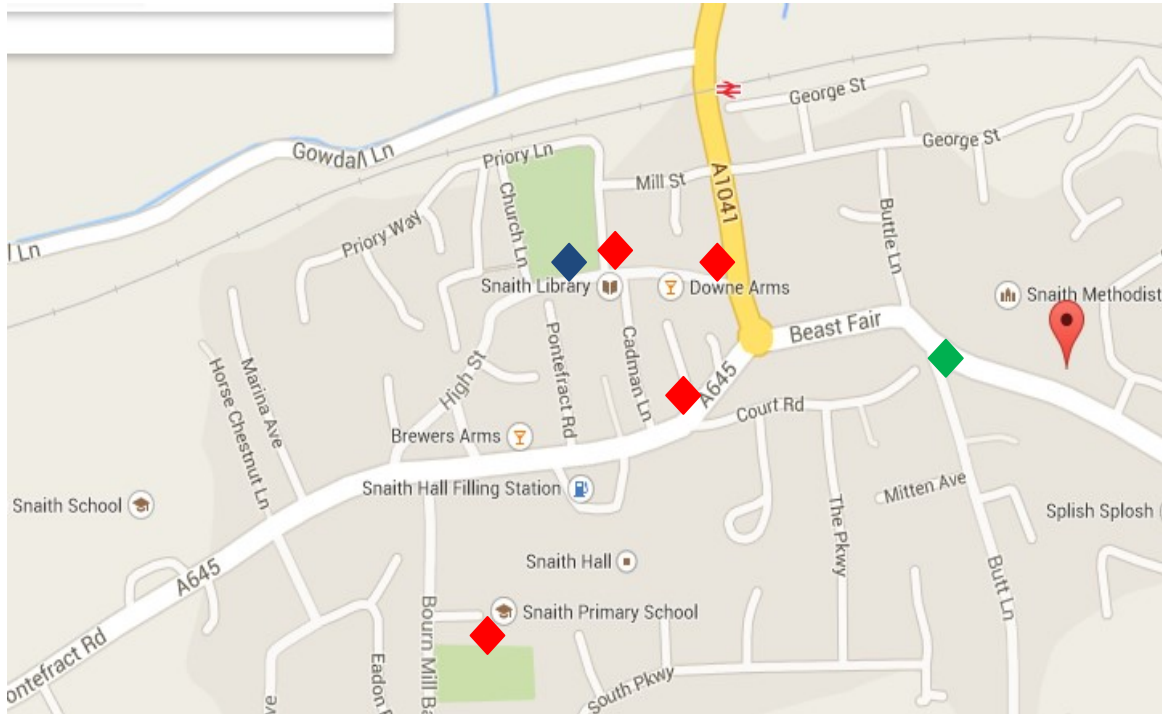 George St
Gowdall Ln
Priory Ln
George St
Mill St
A1041
Church Ln
Buttle Ln
Priory Way
l Ln
Snaith Library
Downe Arms
Snaith Methodist
Beast Fair
Pontefract Rd
Cadman Ln
High St
A645
Marina Ave
Horse Chestnut Ln
Court Rd
Brewers Arms
Snaith Hall Filling Station
Mitten Ave
Snaith School
The Pkwy
Splish Splosh
Snaith Hall
A645
Butt Ln
Snaith Primary School
Bourn Mill Ba
ontefract Rd
Eadon
South Pkwy
ve